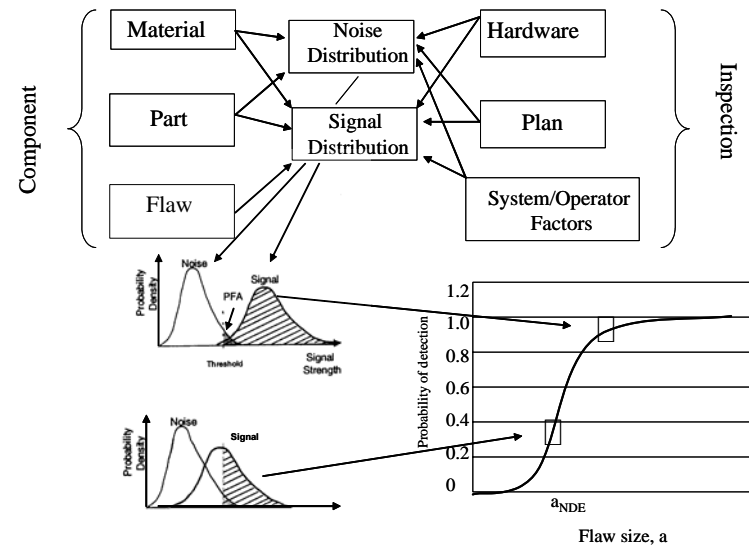 Component
Material
Part
Flaw
Noise
Distribution
Signal
Distribution
Hardware
Plan
System/Operator
Factors
Inspection
Probability
Density
Noise
PFA
Signal
Threshold
Signal
Strength
Probability
Density
Noise
Signal
Probability of detection
1.2
1.0
0.8
0.6
0.4
0.2
0
aNDE
Flaw size, a